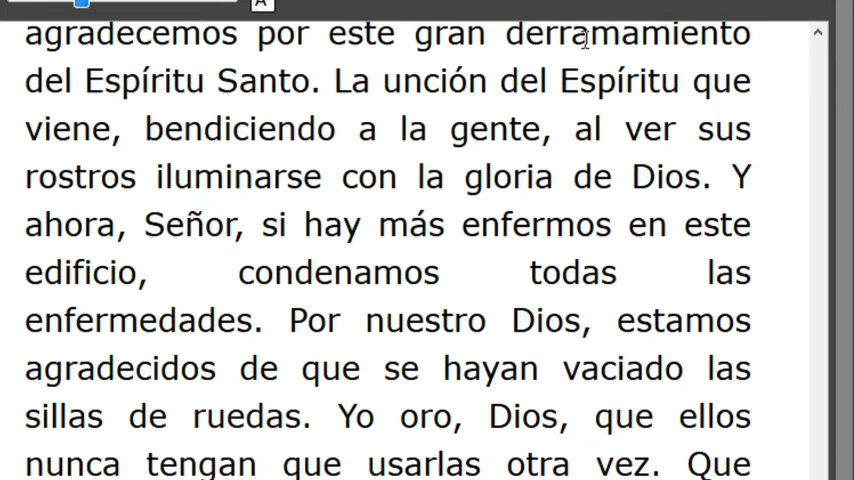 A
agradecemos por este gran derramamiento
del Espíritu Santo. La unción del Espíritu que
viene, bendiciendo a la gente, al ver sus
rostros iluminarse con la gloria de Dios. Y
ahora, Señor, si hay más enfermos en este
edificio, condenamos todas las
enfermedades. Por nuestro Dios, estamos
agradecidos de que se hayan vaciado las
sillas de ruedas. Yo oro, Dios, que ellos
nunca tengan que usarlas otra vez. Que